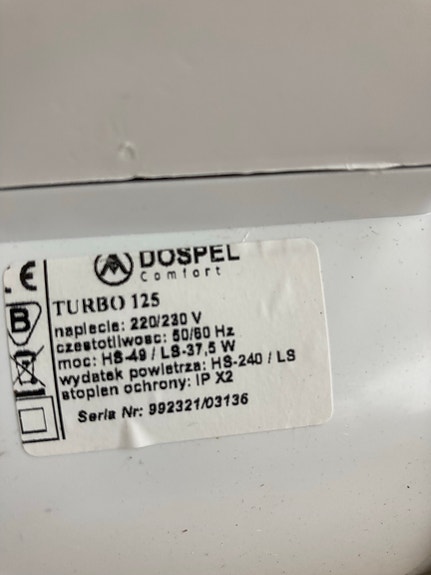 CE
DOSPEL
Comfort
TURBO 125
B
napiecie: 220/230 V
czestotliwosc: 50/60 Hz
moc: HS-49 / LS-37,5 W
wydatek powietrza: HS-240 / LS
stopien ochrony: IP X2
Seria Nr: 992321/03136